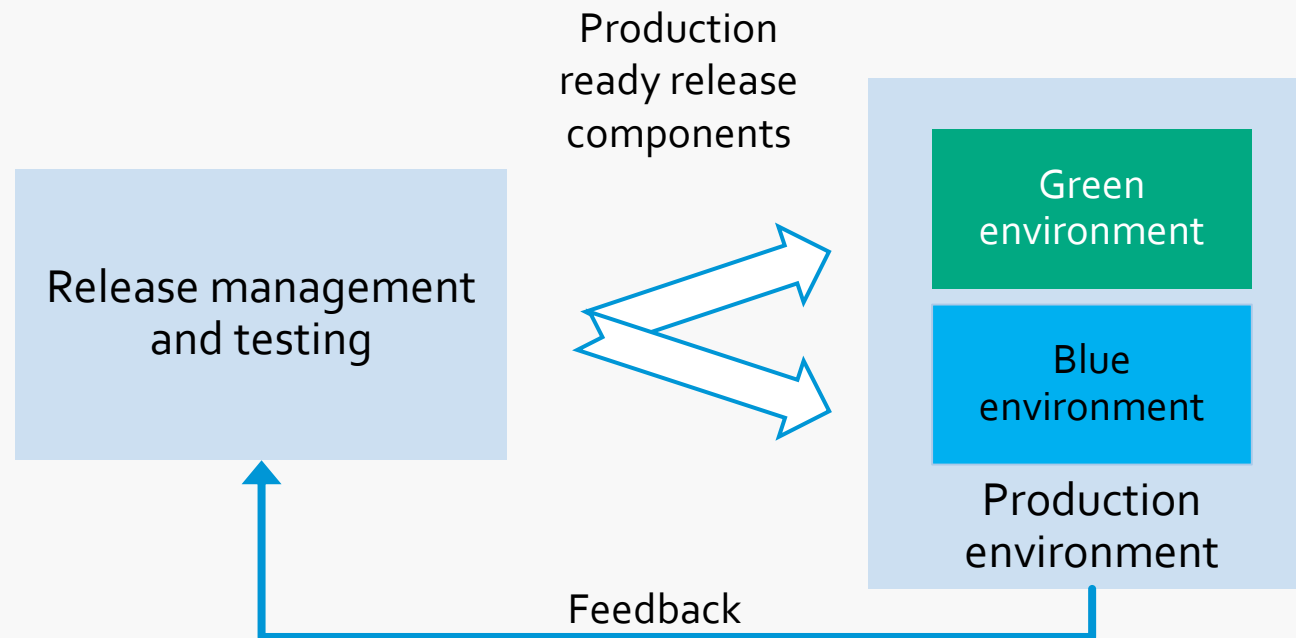 Production
ready release
components
Release management
and testing
Green
environment
Blue
environment
Production
environment
Feedback